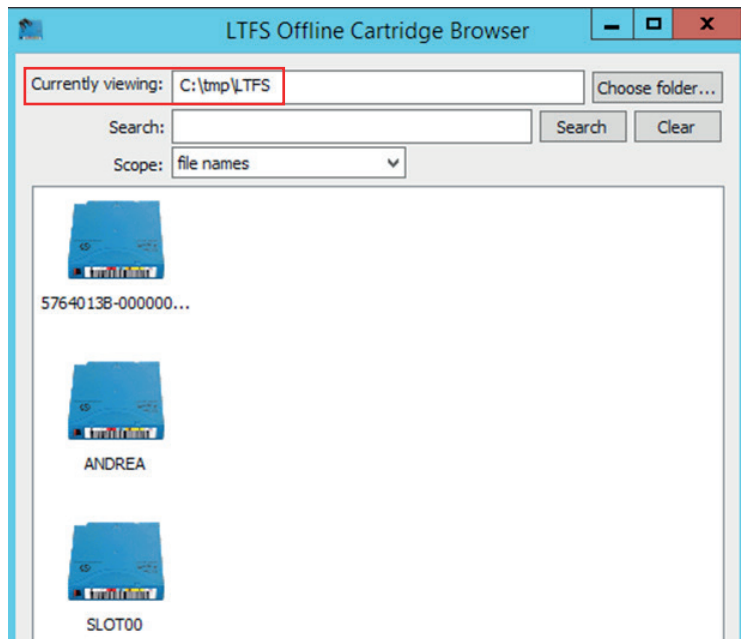 LTFS Offline Cartridge Browser
Currently viewing: C:\tmp\LTFS Choose folder...
Search: Search Clear
Scope: file names
5764013B-000000...
ANDREA
SLOT00